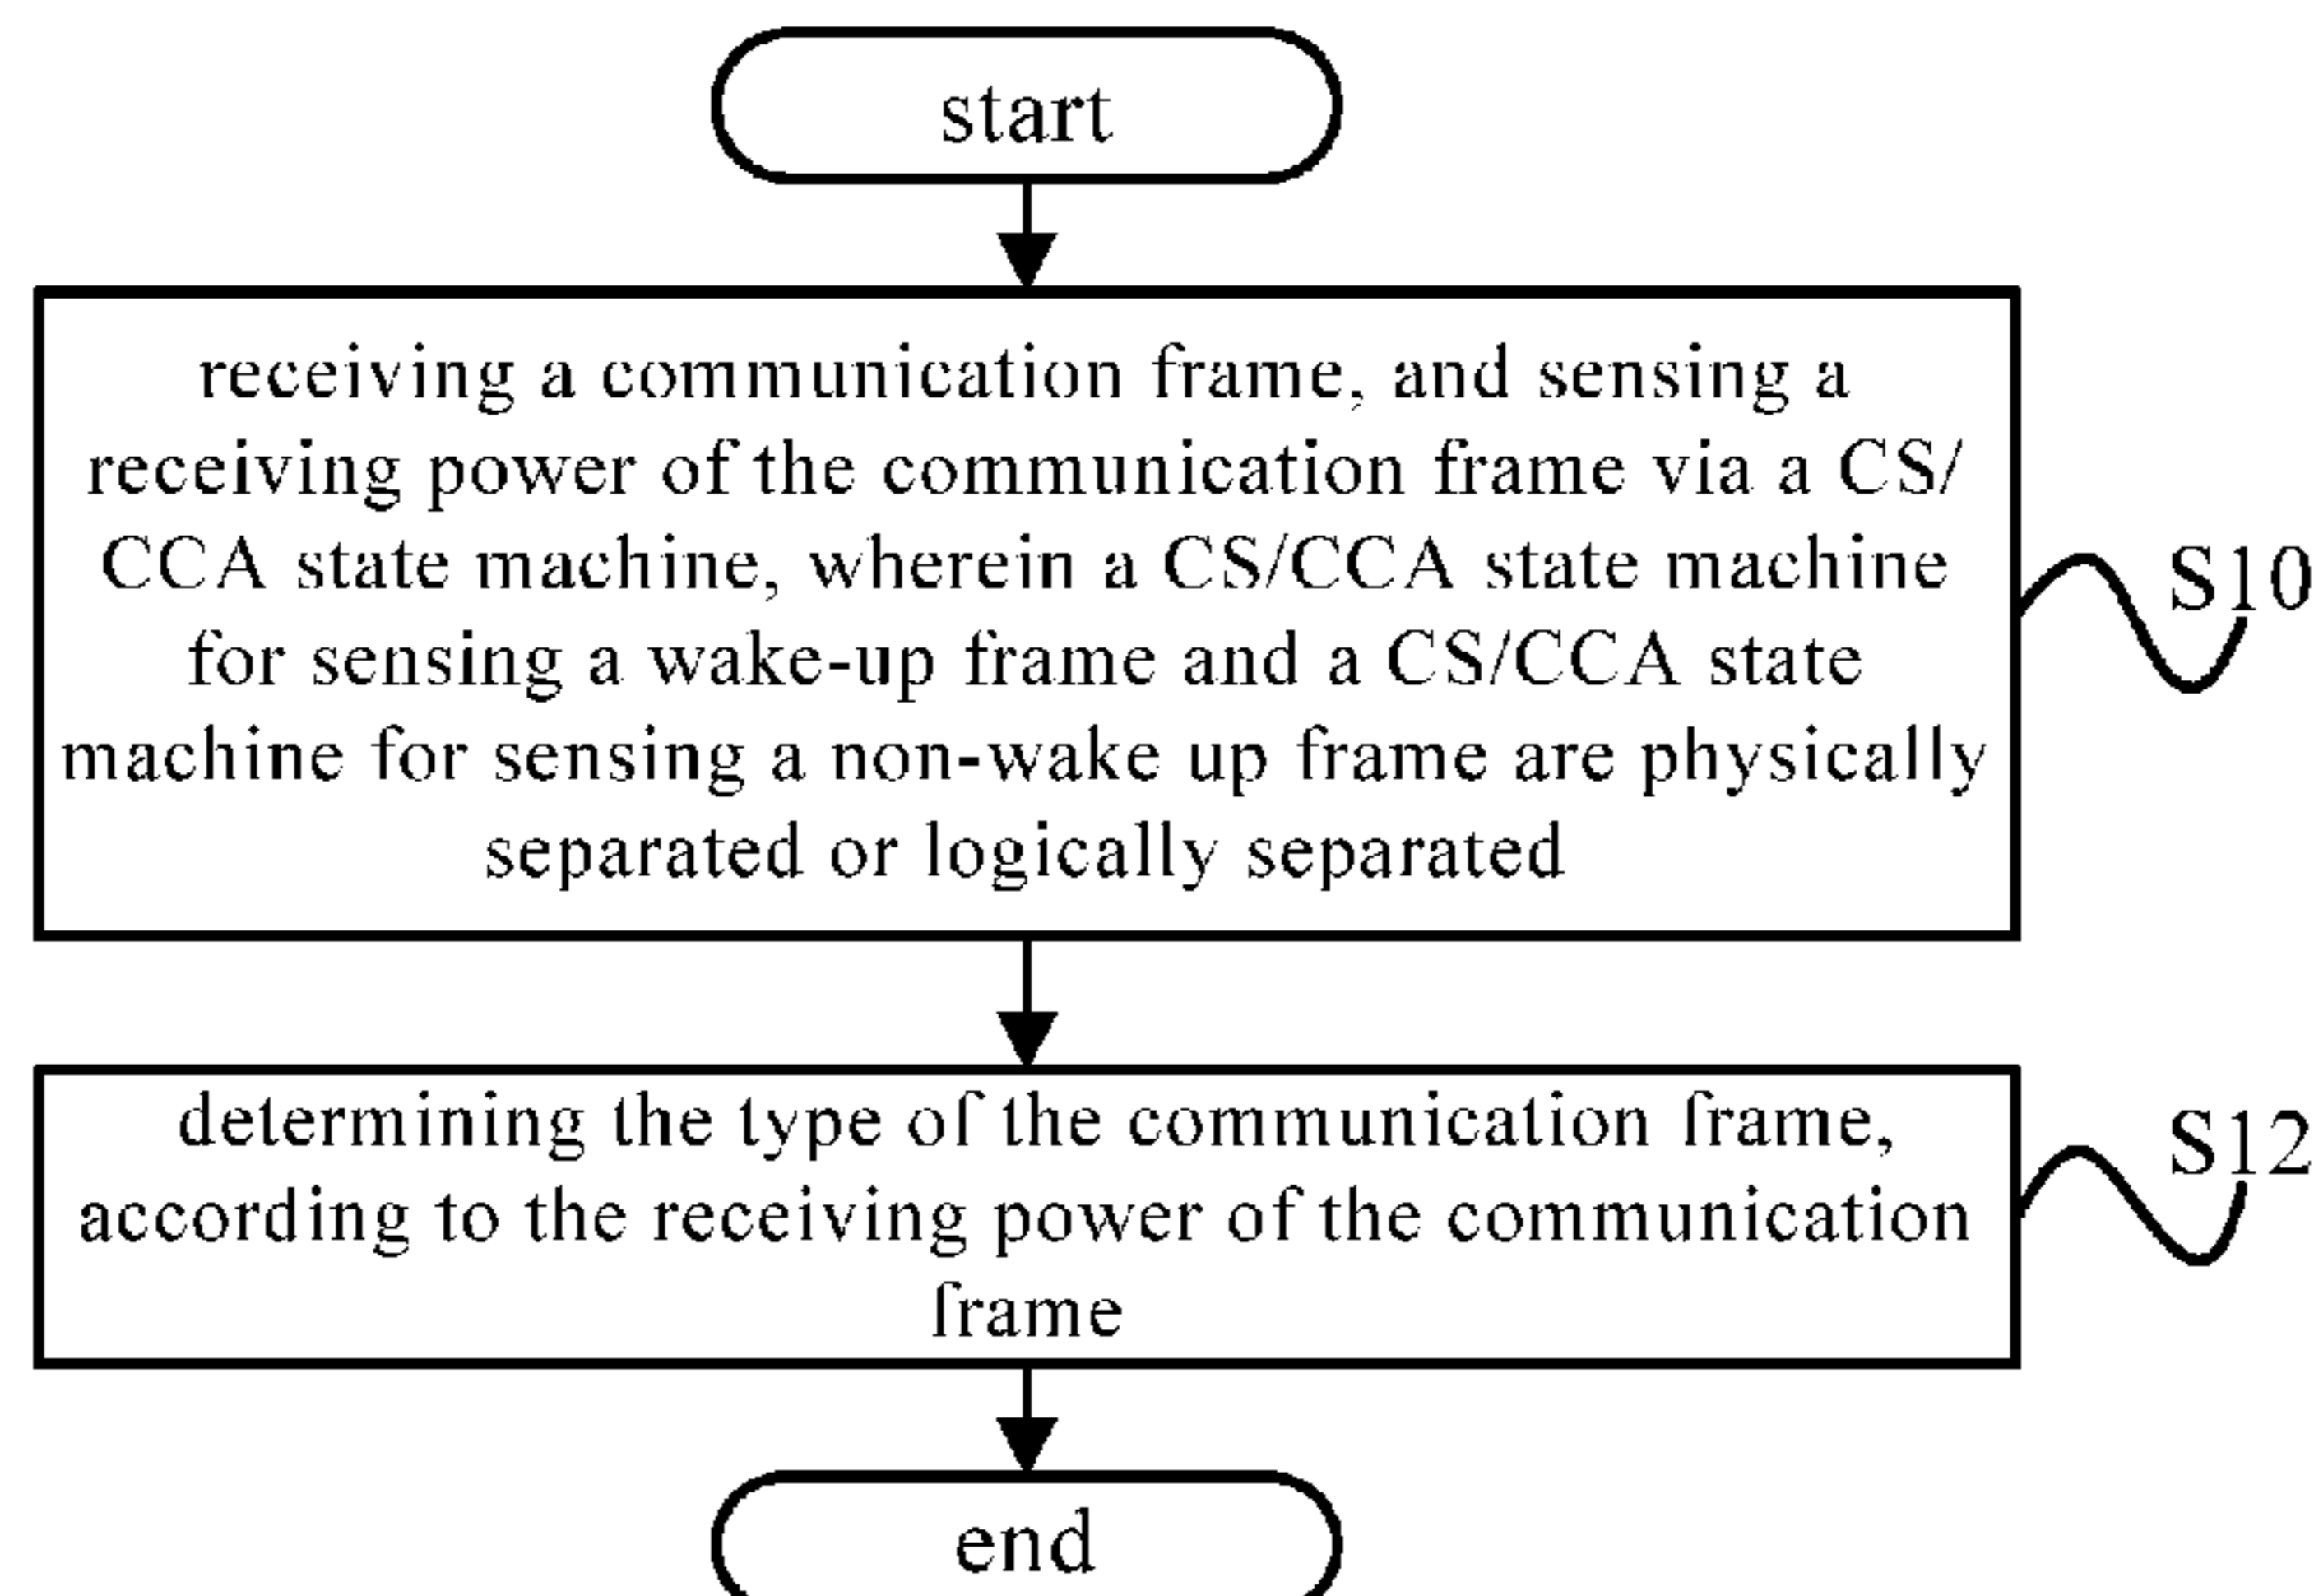 start
receiving a communication frame, and sensing a
receiving power of the communication frame via a CS/
CCA state machine, wherein a CS/CCA state machine
for sensing a wake-up frame and a CS/CCA state
machine for sensing a non-wake up frame are physically
separated or logically separated
S10
determining the type of the communication frame,
according to the receiving power of the communication
frame
S12
end